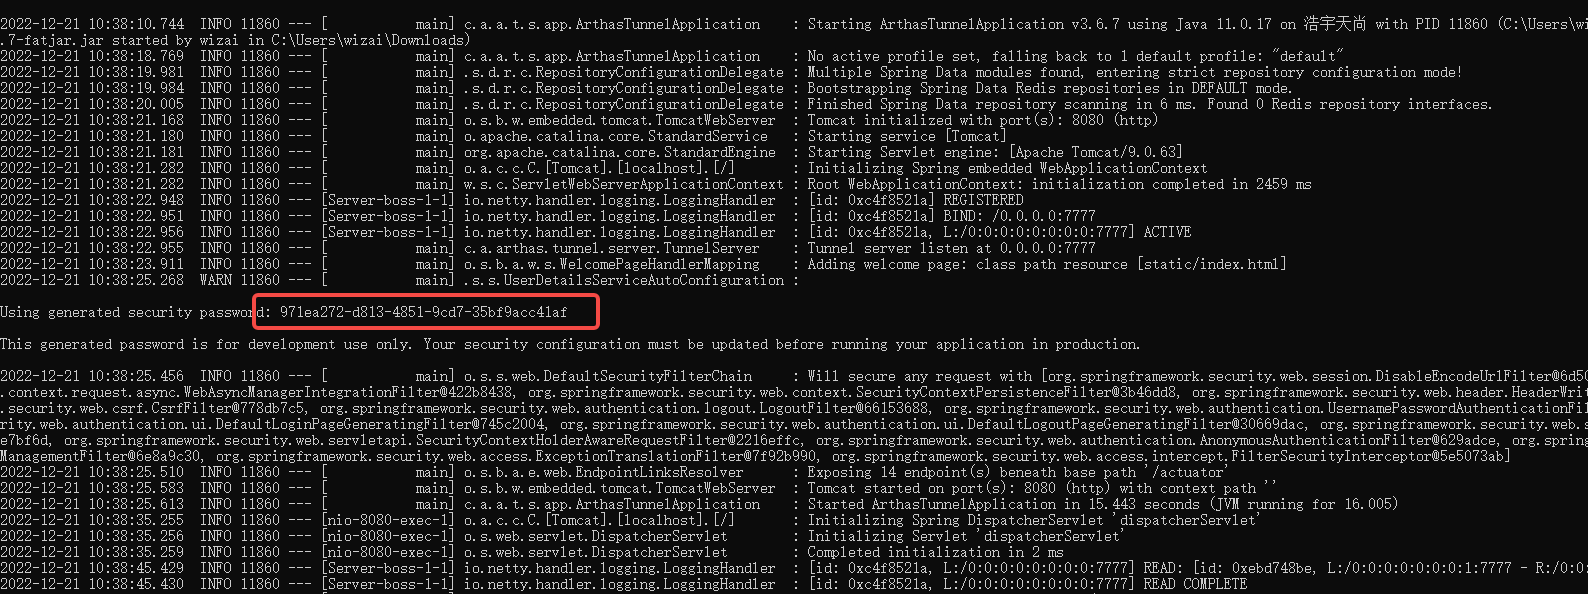 2022-12-21 10:38:10.744  INFO 11860 --- [           main] c.a.a.t.s.app.ArthasTunnelApplication    : Starting ArthasTunnelApplication v3.6.7 using Java 11.0.17 on 浩宇天尚 with PID 11860 (C:\Users\wi
.7-fatjar.jar started by wizai in C:\Users\wizai\Downloads)
2022-12-21 10:38:18.769  INFO 11860 --- [           main] c.a.a.t.s.app.ArthasTunnelApplication    : No active profile set, falling back to 1 default profile: "default"
2022-12-21 10:38:19.981  INFO 11860 --- [           main] .s.d.r.c.RepositoryConfigurationDelegate : Multiple Spring Data modules found, entering strict repository configuration mode!
2022-12-21 10:38:19.984  INFO 11860 --- [           main] .s.d.r.c.RepositoryConfigurationDelegate : Bootstrapping Spring Data Redis repositories in DEFAULT mode.
2022-12-21 10:38:20.005  INFO 11860 --- [           main] .s.d.r.c.RepositoryConfigurationDelegate : Finished Spring Data repository scanning in 6 ms. Found 0 Redis repository interfaces.
2022-12-21 10:38:21.168  INFO 11860 --- [           main] o.s.b.w.embedded.tomcat.TomcatWebServer  : Tomcat initialized with port(s): 8080 (http)
2022-12-21 10:38:21.180  INFO 11860 --- [           main] o.apache.catalina.core.StandardService   : Starting service [Tomcat]
2022-12-21 10:38:21.181  INFO 11860 --- [           main] org.apache.catalina.core.StandardEngine  : Starting Servlet engine: [Apache Tomcat/9.0.63]
2022-12-21 10:38:21.282  INFO 11860 --- [           main] o.a.c.c.C.[Tomcat].[localhost].[/]       : Initializing Spring embedded WebApplicationContext
2022-12-21 10:38:21.282  INFO 11860 --- [           main] w.s.c.ServletWebServerApplicationContext : Root WebApplicationContext: initialization completed in 2459 ms
2022-12-21 10:38:22.948  INFO 11860 --- [Server-boss-1-1] io.netty.handler.logging.LoggingHandler  : [id: 0xc4f8521a] REGISTERED
2022-12-21 10:38:22.951  INFO 11860 --- [Server-boss-1-1] io.netty.handler.logging.LoggingHandler  : [id: 0xc4f8521a] BIND: /0.0.0.0:7777
2022-12-21 10:38:22.956  INFO 11860 --- [Server-boss-1-1] io.netty.handler.logging.LoggingHandler  : [id: 0xc4f8521a, L:/0:0:0:0:0:0:0:0:7777] ACTIVE
2022-12-21 10:38:22.955  INFO 11860 --- [           main] c.a.arthas.tunnel.server.TunnelServer    : Tunnel server listen at 0.0.0.0:7777
2022-12-21 10:38:23.911  INFO 11860 --- [           main] o.s.b.a.w.s.WelcomePageHandlerMapping    : Adding welcome page: class path resource [static/index.html]
2022-12-21 10:38:25.268  WARN 11860 --- [           main] .s.s.UserDetailsServiceAutoConfiguration :
Using generated security password: 971ea272-d813-4851-9cd7-35bf9acc41af
This generated password is for development use only. Your security configuration must be updated before running your application in production.
2022-12-21 10:38:25.456  INFO 11860 --- [           main] o.s.s.web.DefaultSecurityFilterChain     : Will secure any request with [org.springframework.security.web.session.DisableEncodeUrlFilter@6d50
.context.request.async.WebAsyncManagerIntegrationFilter@422b8438, org.springframework.security.web.context.SecurityContextPersistenceFilter@3b46dd8, org.springframework.security.web.header.HeaderWrit
.security.web.csrf.CsrfFilter@778db7c5, org.springframework.security.web.authentication.logout.LogoutFilter@66153688, org.springframework.security.web.authentication.UsernamePasswordAuthenticationFil
rity.web.authentication.ui.DefaultLoginPageGeneratingFilter@745c2004, org.springframework.security.web.authentication.ui.DefaultLogoutPageGeneratingFilter@30669dac, org.springframework.security.web.s
e7bf6d, org.springframework.security.web.servletapi.SecurityContextHolderAwareRequestFilter@2216effc, org.springframework.security.web.authentication.AnonymousAuthenticationFilter@629adce, org.spring
ManagementFilter@6e8a9c30, org.springframework.security.web.access.ExceptionTranslationFilter@7f92b990, org.springframework.security.web.access.intercept.FilterSecurityInterceptor@5e5073ab]
2022-12-21 10:38:25.510  INFO 11860 --- [           main] o.s.b.a.e.web.EndpointLinksResolver      : Exposing 14 endpoint(s) beneath base path '/actuator'
2022-12-21 10:38:25.583  INFO 11860 --- [           main] o.s.b.w.embedded.tomcat.TomcatWebServer  : Tomcat started on port(s): 8080 (http) with context path ''
2022-12-21 10:38:25.613  INFO 11860 --- [           main] c.a.a.t.s.app.ArthasTunnelApplication    : Started ArthasTunnelApplication in 15.443 seconds (JVM running for 16.005)
2022-12-21 10:38:35.255  INFO 11860 --- [nio-8080-exec-1] o.a.c.c.C.[Tomcat].[localhost].[/]       : Initializing Spring DispatcherServlet 'dispatcherServlet'
2022-12-21 10:38:35.256  INFO 11860 --- [nio-8080-exec-1] o.s.web.servlet.DispatcherServlet        : Initializing Servlet 'dispatcherServlet'
2022-12-21 10:38:35.259  INFO 11860 --- [nio-8080-exec-1] o.s.web.servlet.DispatcherServlet        : Completed initialization in 2 ms
2022-12-21 10:38:45.429  INFO 11860 --- [Server-boss-1-1] io.netty.handler.logging.LoggingHandler  : [id: 0xc4f8521a, L:/0:0:0:0:0:0:0:0:7777] READ: [id: 0xebd748be, L:/0:0:0:0:0:0:0:1:7777 - R:/0:0:
2022-12-21 10:38:45.430  INFO 11860 --- [Server-boss-1-1] io.netty.handler.logging.LoggingHandler  : [id: 0xc4f8521a, L:/0:0:0:0:0:0:0:0:7777] READ COMPLETE